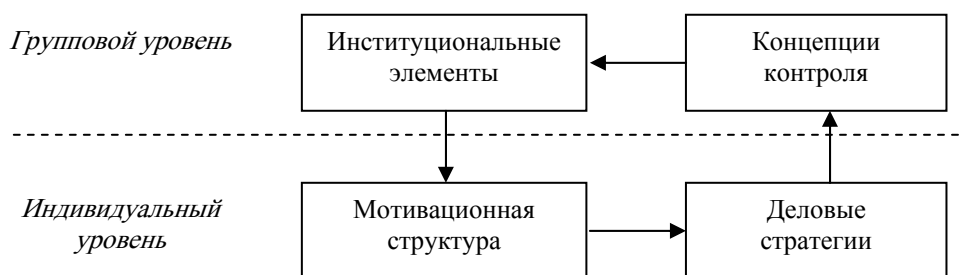 Групповой уровень
Институциональные
элементы
Концепции
контроля
Индивидуальный
уровень
Мотивационная
структура
Деловые
стратегии